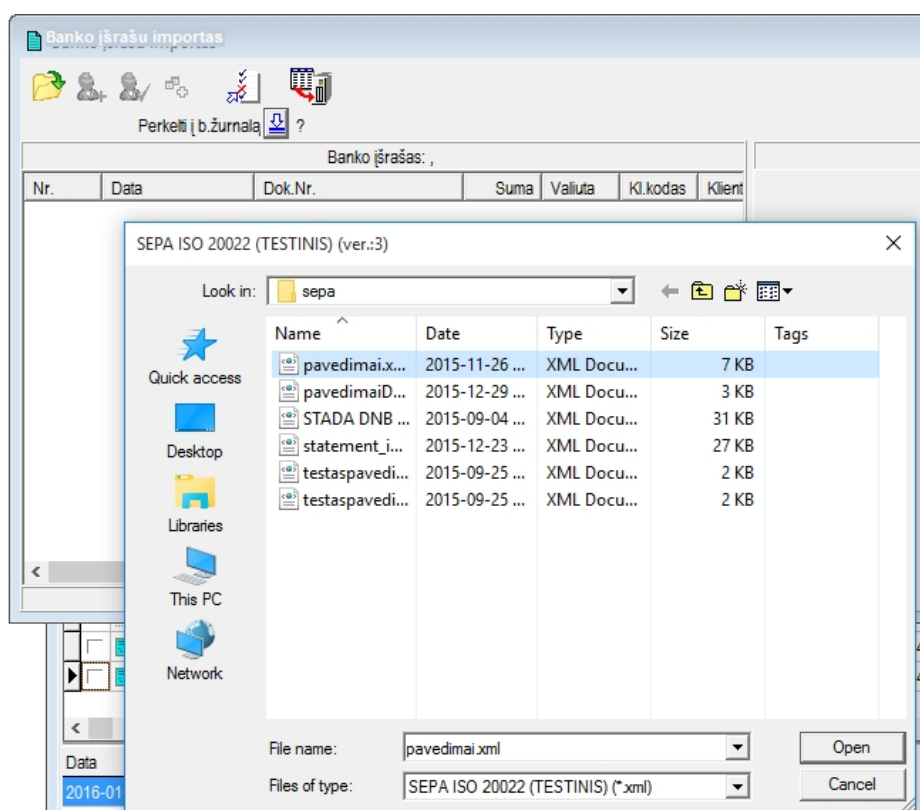 Banko įšrašu importas
Perkelti į b.žurnalą ?
Banko įšrašas: ,
Nr. Data Dok.Nr. Suma Valiuta Kl.kodas Klient
SEPA ISO 20022 (TESTINIS) (ver.:3)
Look in: sepa
Name Date Type Size Tags
pavedimai.x... 2015-11-26 ... XML Docu... 7 KB
pavedimaiD... 2015-12-29 ... XML Docu... 3 KB
STADA DNB ... 2015-09-04 ... XML Docu... 31 KB
statement_i... 2015-12-23 ... XML Docu... 27 KB
testaspavedi... 2015-09-25 ... XML Docu... 2 KB
testaspavedi... 2015-09-25 ... XML Docu... 2 KB
Quick access
Desktop
Libraries
This PC
Network
File name: pavedimai.xml Open
Files of type: SEPA ISO 20022 (TESTINIS) (*.xml) Cancel
Data
2016-01